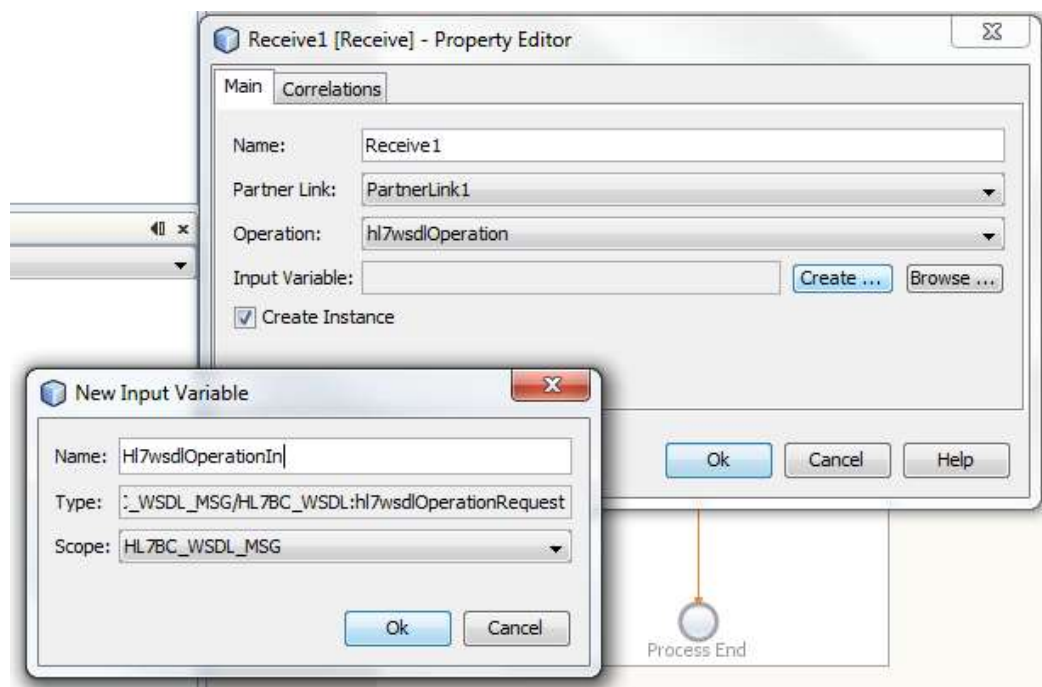 Receive1 [Receive] - Property Editor
Main Correlations
Name: Receive1
Partner Link: PartnerLink1
Operation: hl7wsdlOperation
Input Variable: Create ... Browse ...
Create Instance
Ok Cancel Help
New Input Variable
Name: Hl7wsdlOperationIn
Type: _WSDL_MSG/HL7BC_WSDL:hl7wsdlOperationRequest
Scope: HL7BC_WSDL_MSG
Ok Cancel
Process End